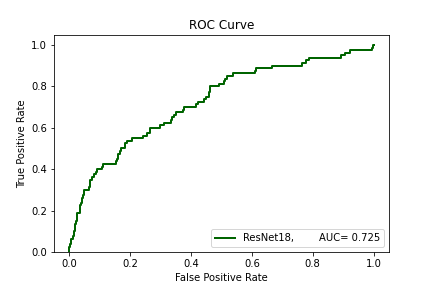 ROC Curve
True Positive Rate
1.0
0.8
0.6
0.4
0.2
0.0
ResNet18, AUC= 0.725
0.0 0.2 0.4 0.6 0.8 1.0
False Positive Rate